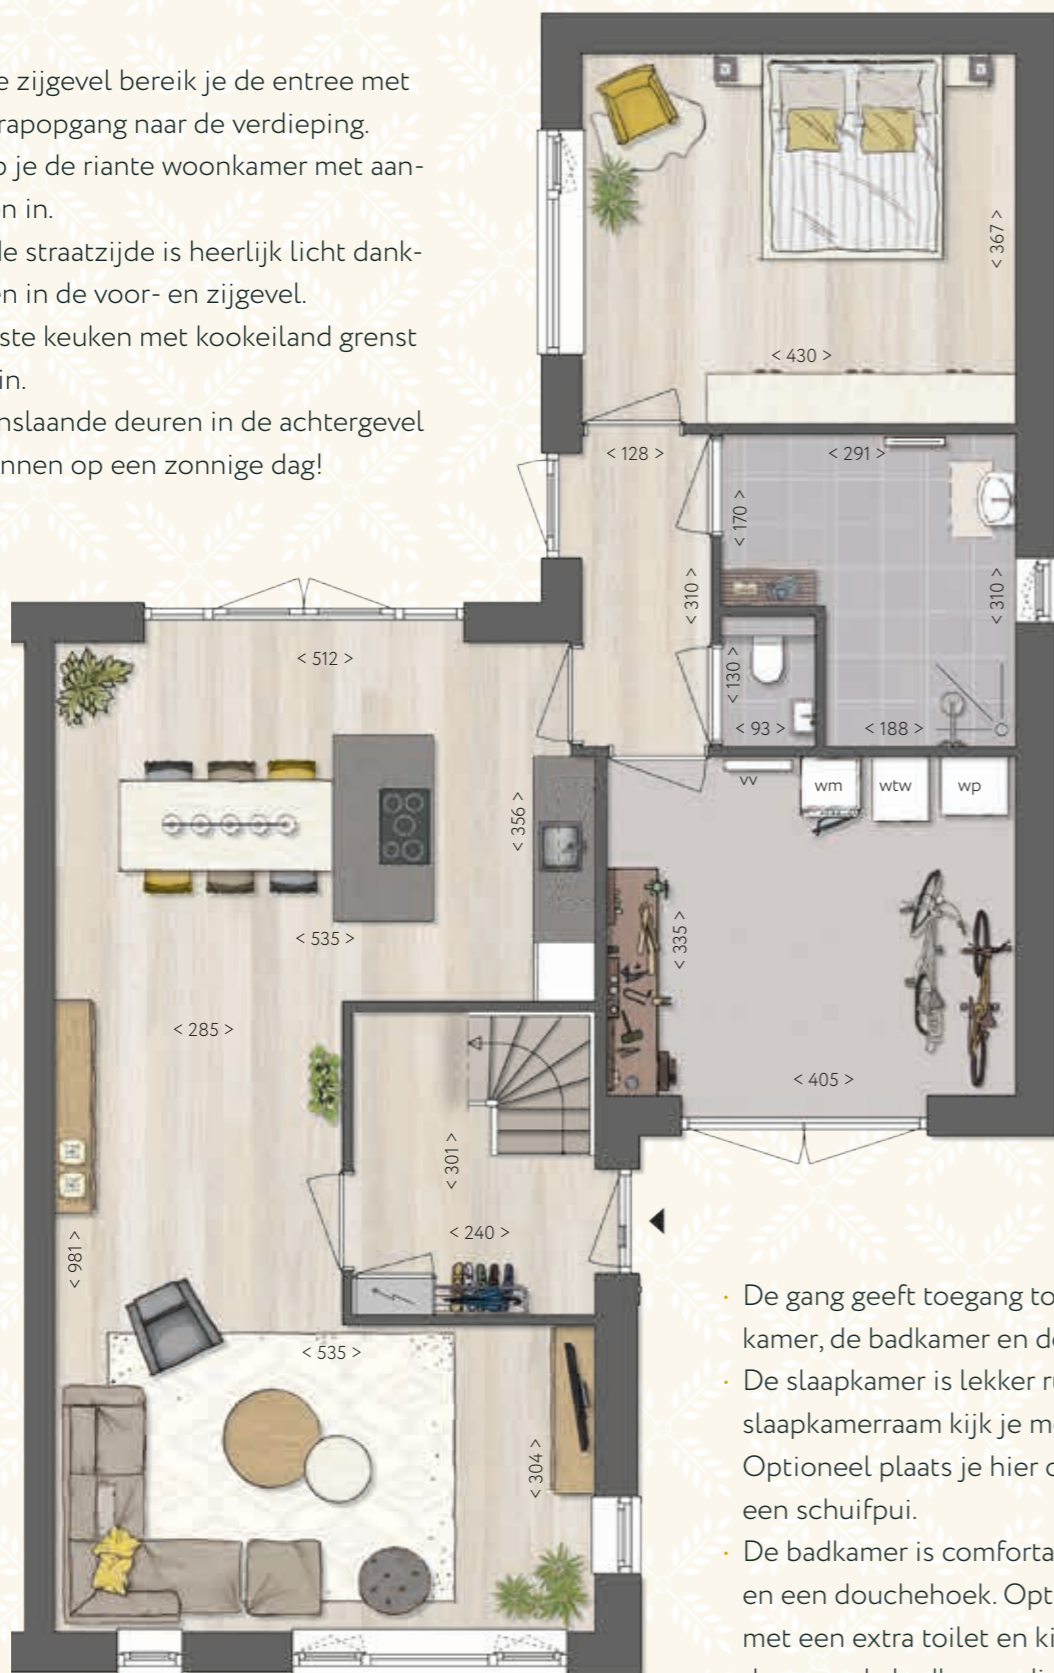 e zijgevel bereik je de entree met
rapopgang naar de verdieping.
o je de riante woonkamer met aan-
en in.
de straatzijde is heerlijk licht dank-
en in de voor- en zijgevel.
ste keuken met kookeiland grenst
in.
nslaande deuren in de achtergevel
nnen op een zonnige dag!
< 367 >
< 430 >
< 128 >
< 291 >
< 170 >
< 310 >
< 310 >
< 130 >
< 93 >
< 188 >
< 512 >
vv
wm
wtw
wp
< 356 >
< 535 >
< 335 >
< 285 >
< 405 >
< 301 >
< 240 >
< 981 >
< 535 >
< 304 >
· De gang geeft toegang to
kamer, de badkamer en de
· De slaapkamer is lekker ru
slaapkamerraam kijk je me
Optioneel plaats je hier o
een schuifpui.
· De badkamer is comforta
en een douchehoek. Opt
met een extra toilet en ki